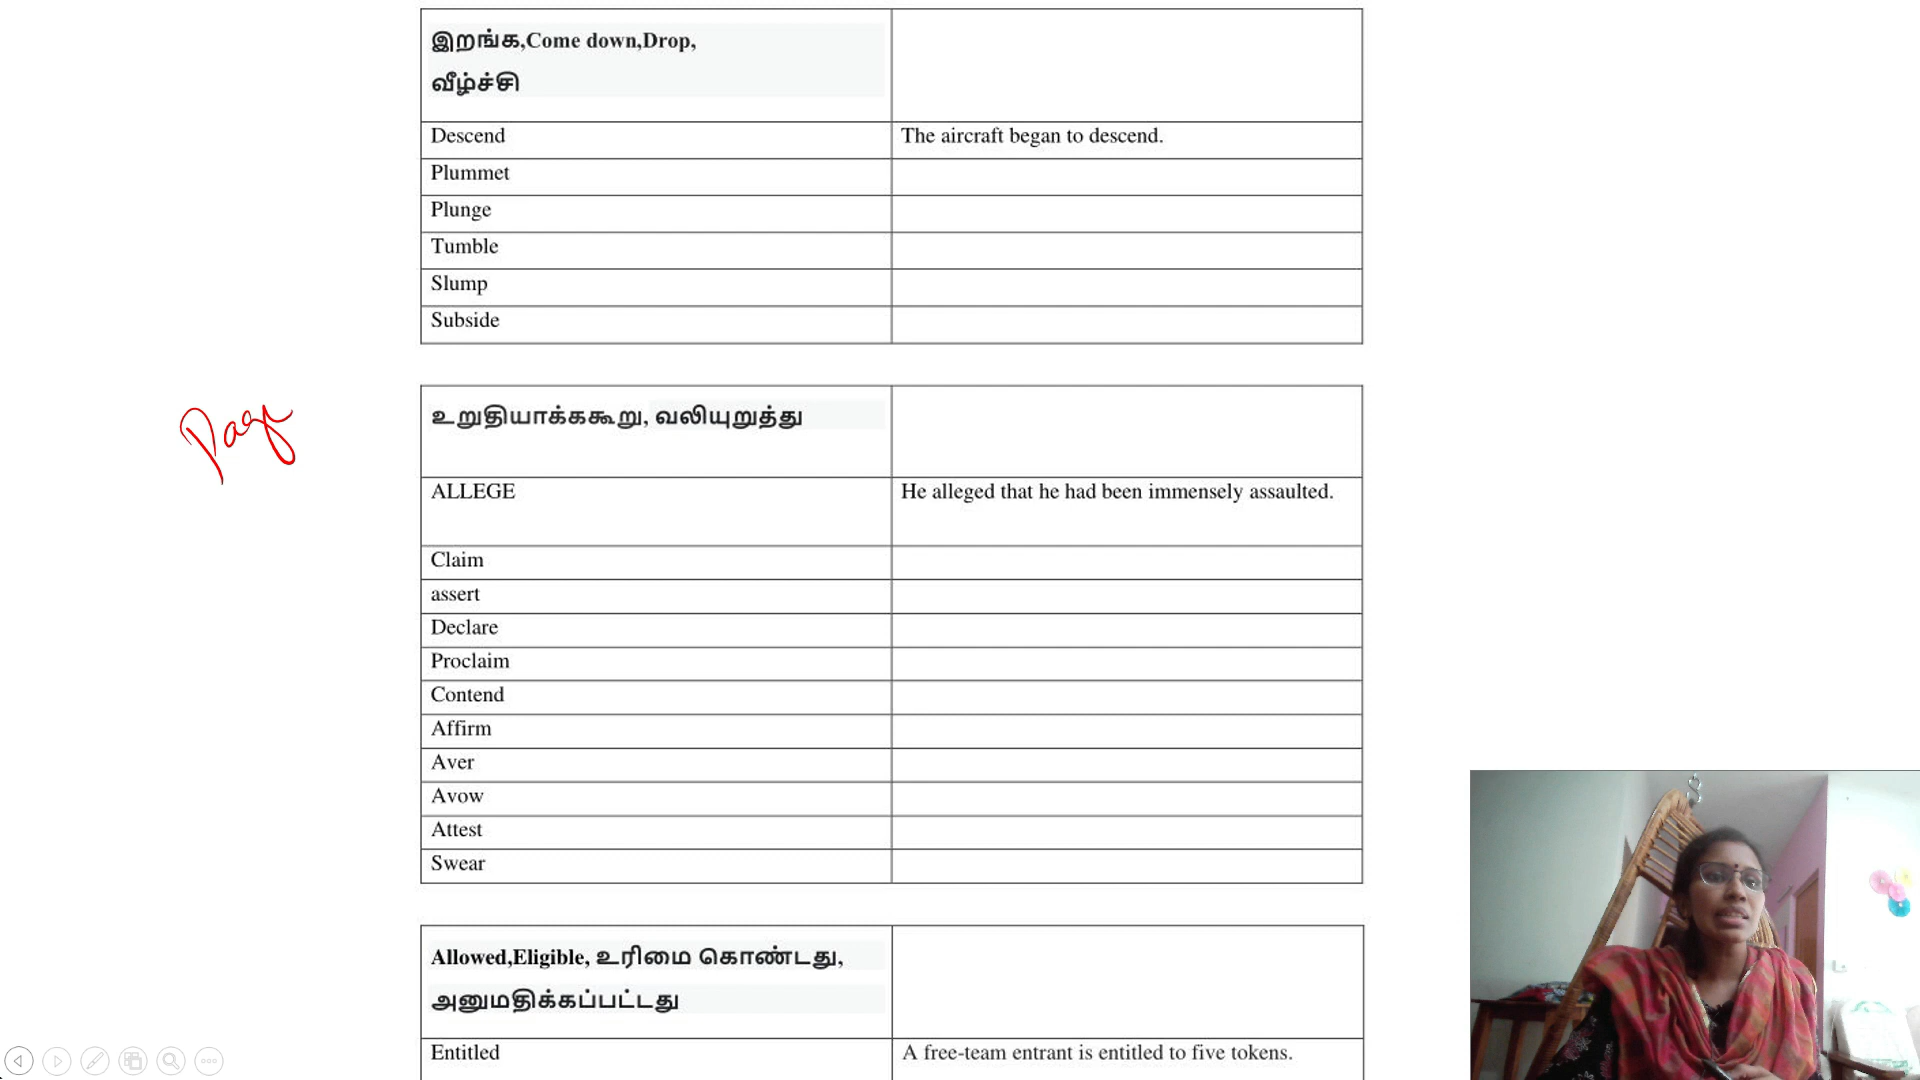 இறங்க,Come down,Drop,
வீழ்ச்சி
Descend The aircraft began to descend.
Plummet
Plunge
Tumble
Slump
Subside
Page
உறுதியாக்ககூறு, வலியுறுத்து
ALLEGE He alleged that he had been immensely assaulted.
Claim
assert
Declare
Proclaim
Contend
Affirm
Aver
Avow
Attest
Swear
Allowed,Eligible, உரிமை கொண்டது,
அனுமதிக்கப்பட்டது
Entitled A free-team entrant is entitled to five tokens.